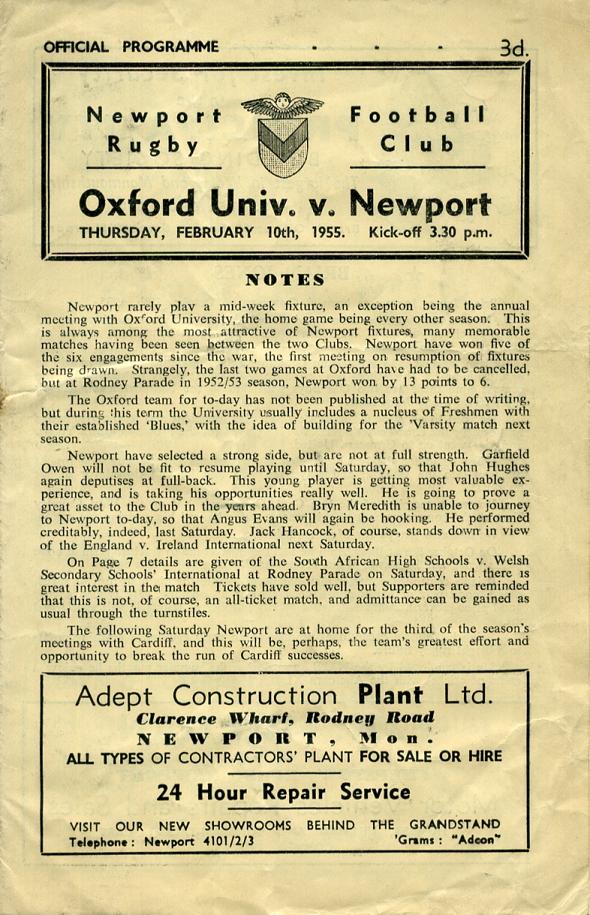 OFFICIAL PROGRAMME - - - 3d.
Newport Football
Rugby Club
Oxford Univ. v. Newport
THURSDAY, FEBRUARY 10th, 1955. Kick-off 3.30 p.m.
NOTES
Newport rarely play a mid-week fixture, an exception being the annual
meeting with Oxford University, the home game being every other season. This
is always among the most attractive of Newport fixtures, many memorable
matches having been seen between the two Clubs. Newport have won five of
the six engagements since the war, the first meeting on resumption of fixtures
being drawn. Strangely, the last two games at Oxford have had to be cancelled,
but at Rodney Parade in 1952/53 season, Newport won by 13 points to 6.
The Oxford team for to-day has not been published at the time of writing,
but during this term the University usually includes a nucleus of Freshmen with
their established 'Blues,' with the idea of building for the 'Varsity match next
season.
Newport have selected a strong side, but are not at full strength. Garfield
Owen will not be fit to resume playing until Saturday, so that John Hughes
again deputises at full-back. This young player is getting most valuable ex-
perience, and is taking his opportunities really well. He is going to prove a
great asset to the Club in the years ahead. Bryn Meredith is unable to journey
to Newport to-day, so that Angus Evans will again be hooking. He performed
creditably, indeed, last Saturday. Jack Hancock, of course, stands down in view
of the England v. Ireland International next Saturday.
On Page 7 details are given of the South African High Schools v. Welsh
Secondary Schools' International at Rodney Parade on Saturday, and there is
great interest in the match Tickets have sold well, but Supporters are reminded
that this is not, of course, an all-ticket match, and admittance can be gained as
usual through the turnstiles.
The following Saturday Newport are at home for the third of the season's
meetings with Cardiff, and this will be, perhaps, the team's greatest effort and
opportunity to break the run of Cardiff successes.
Adept Construction Plant Ltd.
Clarence Wharf, Rodney Road
NEWPORT, Mon.
ALL TYPES OF CONTRACTORS' PLANT FOR SALE OR HIRE
24 Hour Repair Service
VISIT OUR NEW SHOWROOMS BEHIND THE GRANDSTAND
Telephone: Newport 4101/2/3 'Grams: "Adcon"